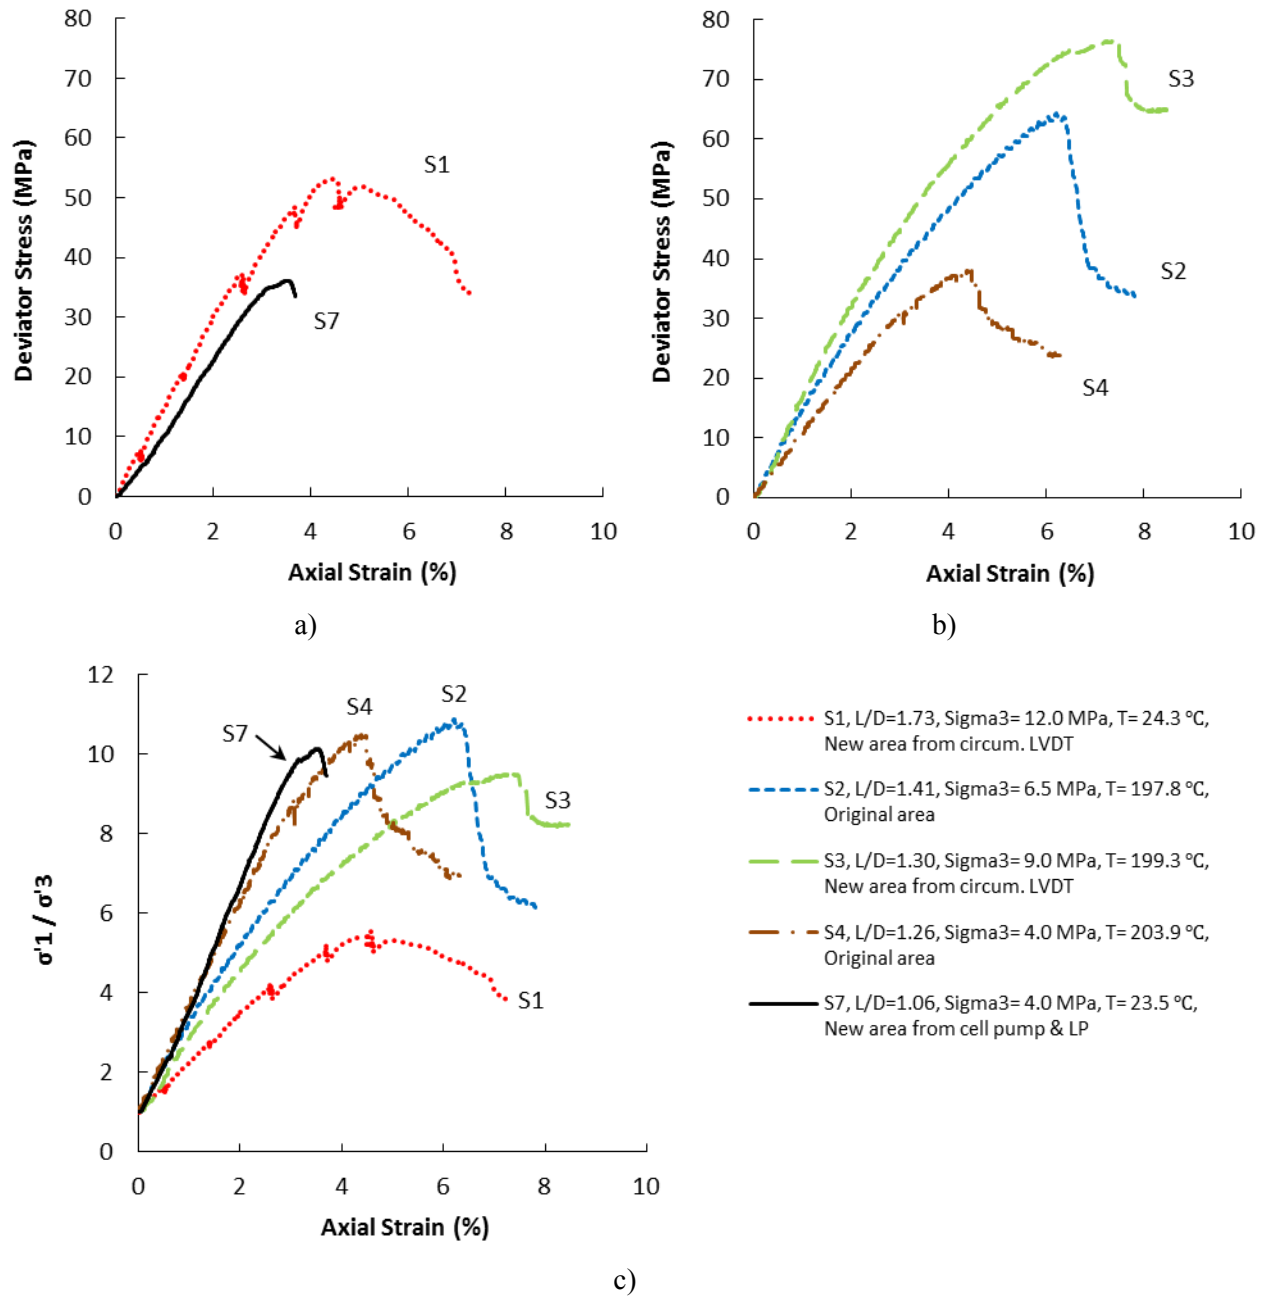 80
70
60
50
40
30
20
10
0
Deviator Stress (MPa)
S1
S7
0 2 4 6 8 10
Axial Strain (%)
a)
80
70
60
50
40
30
20
10
0
Deviator Stress (MPa)
S3
S2
S4
0 2 4 6 8 10
Axial Strain (%)
b)
12
10
8
6
4
2
0
σ'1 / σ'3
S7
S4
S2
S3
S1
0 2 4 6 8 10
Axial Strain (%)
S1, L/D=1.73, Sigma3= 12.0 MPa, T= 24.3 °C,
New area from circum. LVDT
S2, L/D=1.41, Sigma3= 6.5 MPa, T= 197.8 °C,
Original area
S3, L/D=1.30, Sigma3= 9.0 MPa, T= 199.3 °C,
New area from circum. LVDT
S4, L/D=1.26, Sigma3= 4.0 MPa, T= 203.9 °C,
Original area
S7, L/D=1.06, Sigma3= 4.0 MPa, T= 23.5 °C,
New area from cell pump & LP
c)